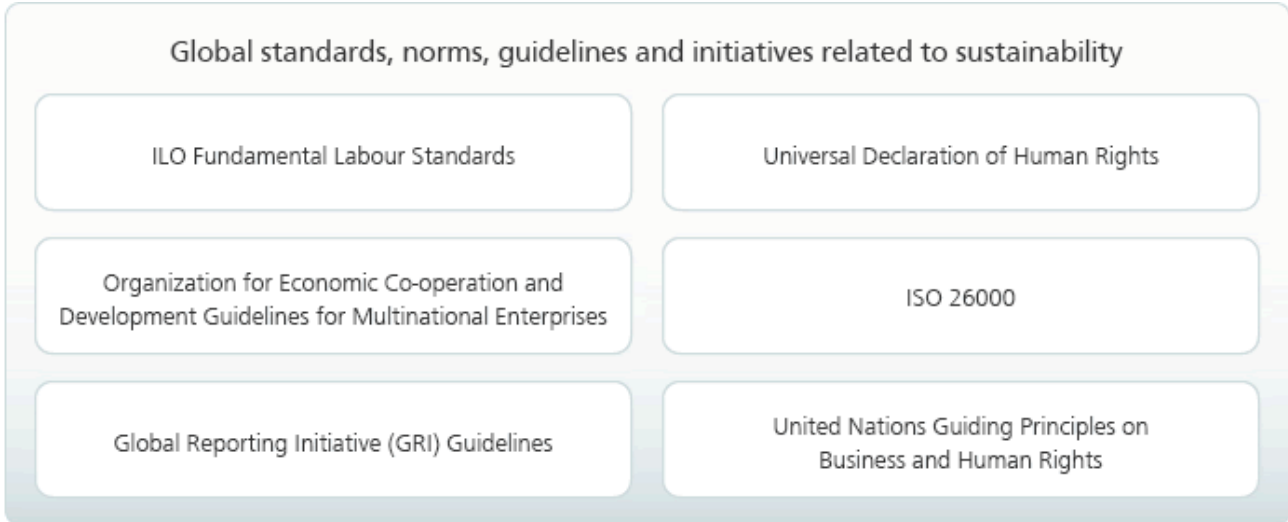 Global standards, norms, guidelines and initiatives related to sustainability
ILO Fundamental Labour Standards
Universal Declaration of Human Rights
Organization for Economic Co-operation and
Development Guidelines for Multinational Enterprises
ISO 26000
Global Reporting Initiative (GRI) Guidelines
United Nations Guiding Principles on
Business and Human Rights